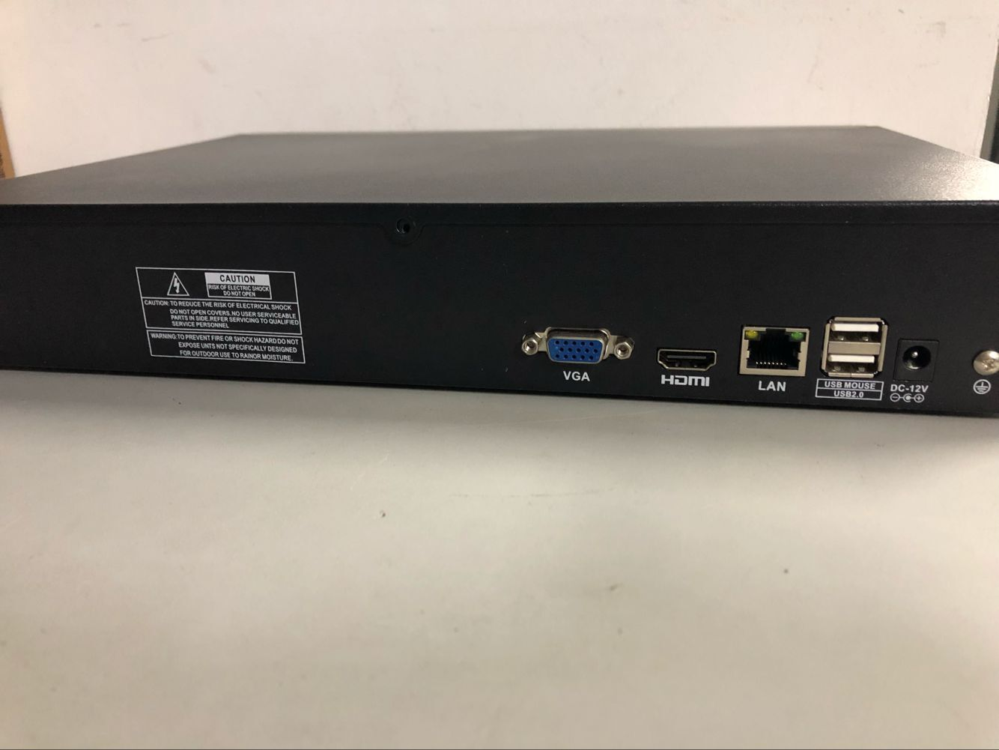 CAUTION
RISK OF ELECTRIC SHOCK
DO NOT OPEN
CAUTION: TO REDUCE THE RISK OF ELECTRICAL SHOCK
DO NOT OPEN COVERS. NO USER SERVICEABLE
PARTS IN SIDE. REFER SERVICING TO QUALIFIED
SERVICE PERSONNEL
WARNING:TO PREVENT FIRE OR SHOCK HAZARD DO NOT
EXPOSE UNTS NOT SPECIFICALLY DESIGNED
FOR OUTDOOR USE TO RAINOR MOISTURE.
VGA
HDMI
LAN
USB MOUSE
USB2.0
DC-12V